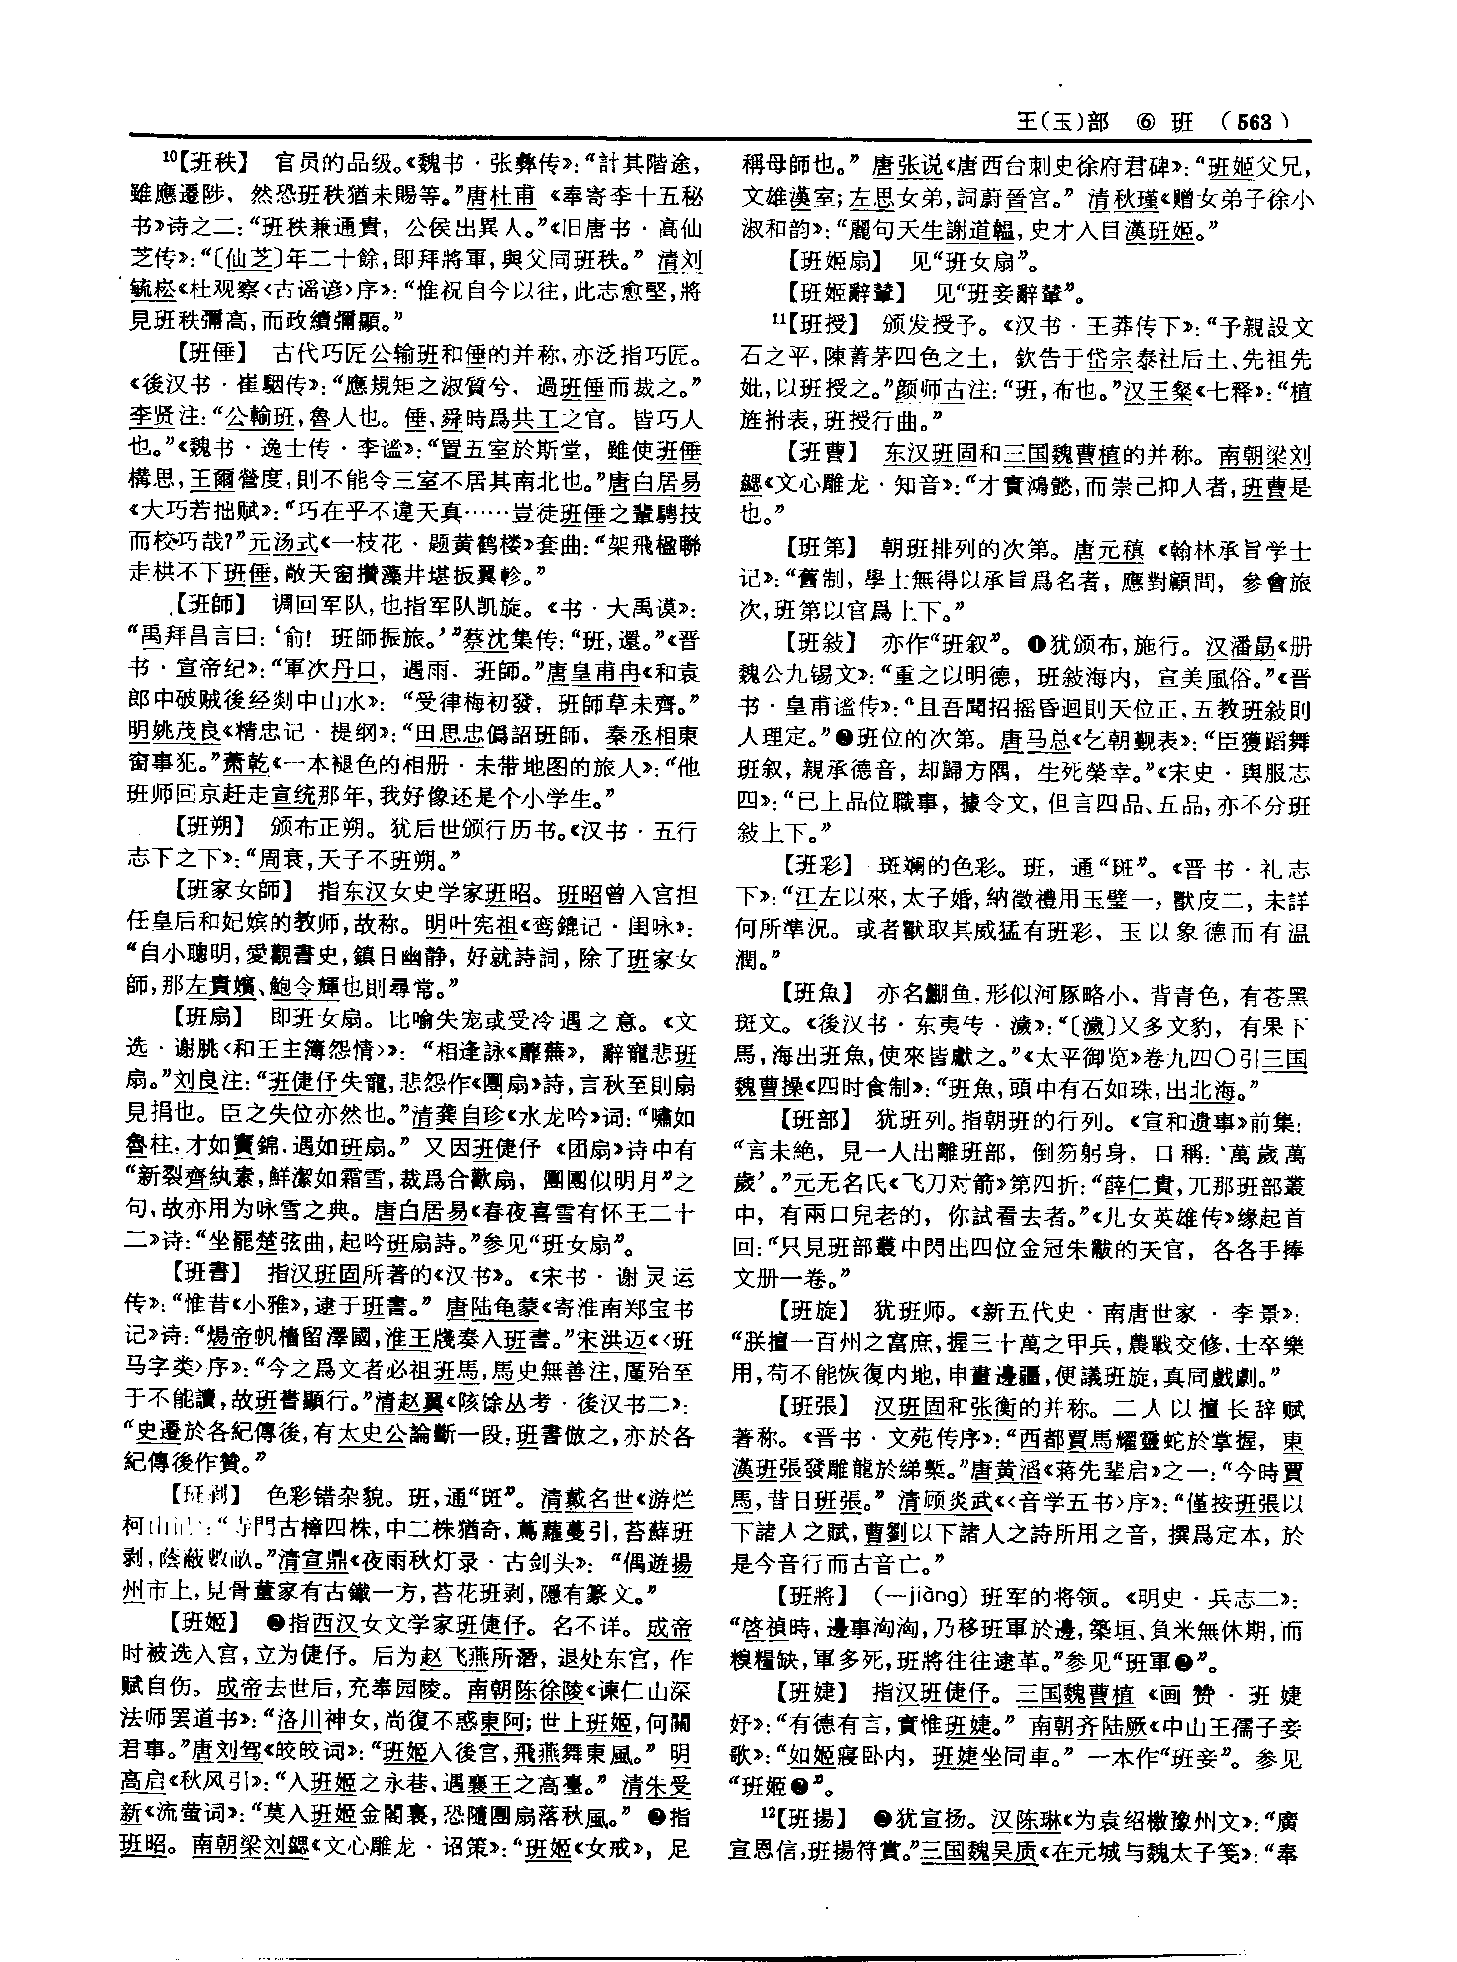 王(玉)部 ⑥ 班 (563)
10【班秩】 官员的品级。《魏书·张彝传》:“計其階途,
雖應遷陟，然恐班秩猶未賜等。”唐杜甫《奉寄李十五秘
书》诗之二:“班秩兼通貴，公侯出異人。”《旧唐书·高仙
芝传》:“〔仙芝〕年二十餘,即拜將軍,與父同班秩。” 清刘
毓崧《杜观察〈古谣谚〉序》:“惟祝自今以往,此志愈堅,將
見班秩彌高,而政績彌顯。”
【班倕】 古代巧匠公输班和倕的并称,亦泛指巧匠。
《後汉书·崔駰传》:“應規矩之淑質兮，過班倕而裁之。”
李贤注:“公輸班,魯人也。倕、舜時爲共工之官。皆巧人
也。”《魏书·逸士传·李谧》:“置五室於斯堂，雖使班倕
構思,王爾營度,則不能令三室不居其南北也。”唐白居易
《大巧若拙赋》:“巧在乎不違天真……豈徒班倕之輩騁技
而校巧哉?”元汤式《一枝花·题黄鹤楼》套曲:“架飛楹聯
走栱不下班倕,敞天窗攢藻井堪扳翼軫。”
【班師】 调回军队,也指军队凯旋。《书·大禹谟》:
“禹拜昌言曰:‘俞! 班師振旅。’”蔡沈集传:“班,還。”《晋
书·宣帝纪》:“軍次丹口，遇雨，班師。”唐皇甫冉《和袁
郎中破贼後经剡中山水》: “受律梅初發，班師草未齊。”
明姚茂良《精忠记·提纲》:“田思忠僞詔班師，秦丞相東
窗事犯。”萧乾《一本褪色的相册·未带地图的旅人》:“他
班师回京赶走宣统那年,我好像还是个小学生。”
【班朔】 颁布正朔。犹后世颁行历书。《汉书·五行
志下之下》:“周衰,天子不班朔。”
【班家女師】 指东汉女史学家班昭。班昭曾入宫担
任皇后和妃嫔的教师,故称。明叶宪祖《鸾鎞记·闺咏》:
“自小聰明,愛觀書史,鎮日幽静，好就詩詞，除了班家女
師,那左貴嬪、鮑令輝也則尋常。”
【班扇】 即班女扇。比喻失宠或受冷遇之意。《文
选·谢朓〈和王主簿怨情〉》: “相逢詠《蘼蕪》，辭寵悲班
扇。”刘良注:“班倢伃失寵,悲怨作《團扇》詩,言秋至則扇
見捐也。臣之失位亦然也。”清龚自珍《水龙吟》词:“嘯如
魯柱,才如竇錦,遇如班扇。” 又因班倢伃《团扇》诗中有
“新裂齊紈素,鮮潔如霜雪,裁爲合歡扇，團團似明月”之
句,故亦用为咏雪之典。唐白居易《春夜喜雪有怀王二十
二》诗:“坐罷楚弦曲,起吟班扇詩。”参见“班女扇”。
【班書】 指汉班固所著的《汉书》。《宋书·谢灵运
传》:“惟昔《小雅》,逮于班書。” 唐陆龟蒙《寄淮南郑宝书
记》诗:“煬帝帆檣留澤國,淮王牋奏入班書。”宋洪迈《〈班
马字类〉序》:“今之爲文者必祖班馬,馬史無善注,厪殆至
于不能讀,故班書顯行。”清赵翼《陔馀丛考·後汉书二》:
“史遷於各紀傳後,有太史公論斷一段,班書倣之,亦於各
紀傳後作贊。”
【班剥】 色彩错杂貌。班,通“斑”。清戴名世《游烂
柯山记》:“寺門古樟四株,中二株猶奇,蔦蘿蔓引,苔蘚班
剥,蔭蔽數畝。”清宣鼎《夜雨秋灯录·古剑头》: “偶遊揚
州市上,見骨董家有古鐵一方,苔花班剥,隱有篆文。”
【班姬】 ❶指西汉女文学家班倢伃。名不详。成帝
时被选入宫,立为倢伃。后为赵飞燕所谮，退处东宫，作
赋自伤。成帝去世后,充奉园陵。南朝陈徐陵《谏仁山深
法师罢道书》:“洛川神女,尚復不惑東阿;世上班姬,何關
君事。”唐刘驾《皎皎词》:“班姬入後宫,飛燕舞東風。” 明
高启《秋风引》:“入班姬之永巷、遇襄王之高臺。” 清朱受
新《流萤词》:“莫入班姬金閣裏,恐隨團扇落秋風。” ❷指
班昭。南朝梁刘勰《文心雕龙·诏策》:“班姬《女戒》，足
稱母師也。” 唐张说《唐西台刺史徐府君碑》:“班姬父兄,
文雄漢室;左思女弟,詞蔚晉宫。” 清秋瑾《赠女弟子徐小
淑和韵》:“麗句天生謝道韞,史才人目漢班姬。”
【班姬扇】 见“班女扇”。
【班姬辭輦】 见“班妾辭輦”。
11【班授】 颁发授予。《汉书·王莽传下》:“予親設文
石之平,陳菁茅四色之土，欽告于岱宗泰社后土、先祖先
妣,以班授之。”颜师古注:“班,布也。”汉王粲《七释》:“植
旌拊表,班授行曲。”
【班曹】 东汉班固和三国魏曹植的并称。南朝梁刘
勰《文心雕龙·知音》:“才實鴻懿,而崇己抑人者,班曹是
也。”
【班第】 朝班排列的次第。唐元稹《翰林承旨学士
记》:“舊制，學士無得以承旨爲名者，應對顧問，參會旅
次,班第以官爲上下。”
【班敍】 亦作“班叙”。❶犹颁布,施行。汉潘勗《册
魏公九锡文》:“重之以明德，班敍海内，宣美風俗。”《晋
书·皇甫谧传》:“且吾聞招摇昏迴則天位正,五教班敍則
人理定。”❷班位的次第。唐马总《乞朝觐表》:“臣獲蹈舞
班叙，親承德音，却歸方隅，生死榮幸。”《宋史·舆服志
四》:“已上品位職事，據令文，但言四品、五品,亦不分班
敍上下。”
【班彩】 斑斓的色彩。班，通“斑”。《晋书·礼志
下》:“江左以來,太子婚,納徵禮用玉璧一,獸皮二，未詳
何所準況。或者獸取其威猛有班彩，玉以象德而有温
潤。”
【班魚】 亦名鯯鱼,形似河豚略小，背青色，有苍黑
斑文。《後汉书·东夷传·濊》:“〔濊〕又多文豹，有果下
馬,海出班魚,使來皆獻之。”《太平御览》卷九四〇引三国
魏曹操《四时食制》:“班魚,頭中有石如珠,出北海。”
【班部】 犹班列。指朝班的行列。《宣和遗事》前集:
“言未絶，見一人出離班部，倒笏躬身，口稱:‘萬歲萬
歲’。”元无名氏《飞刀对箭》第四折:“薛仁貴,兀那班部叢
中，有兩口兒老的，你試看去者。”《儿女英雄传》缘起首
回:“只見班部叢中閃出四位金冠朱黻的天官，各各手捧
文册一卷。”
【班旋】 犹班师。《新五代史·南唐世家·李景》:
“朕擅一百州之富庶,握三十萬之甲兵,農戰交修,士卒樂
用,苟不能恢復内地,申畫邊疆,便議班旋,真同戲劇。”
【班張】 汉班固和张衡的并称。二人以擅长辞赋
著称。《晋书·文苑传序》:“西都賈馬耀靈蛇於掌握，東
漢班張發雕龍於綈槧。”唐黄滔《蒋先辈启》之一:“今時賈
馬,昔日班張。” 清顾炎武《〈音学五书〉序》:“僅按班張以
下諸人之賦,曹劉以下諸人之詩所用之音，撰爲定本，於
是今音行而古音亡。”
【班將】 (—jiàng) 班军的将领。《明史·兵志二》:
“啓禎時,邊事洶洶,乃移班軍於邊,築垣、負米無休期,而
糗糧缺,軍多死,班將往往逮革。”参见“班軍❷”。
【班婕】 指汉班倢伃。三国魏曹植《画赞·班婕
妤》:“有德有言,實惟班婕。” 南朝齐陆厥《中山王孺子妾
歌》:“如姬寢卧内，班婕坐同車。” 一本作“班妾”。参见
“班姬❶”。
12【班揚】 ❶犹宣扬。汉陈琳《为袁绍檄豫州文》:“廣
宣恩信,班揚符賞。”三国魏吴质《在元城与魏太子笺》:“奉